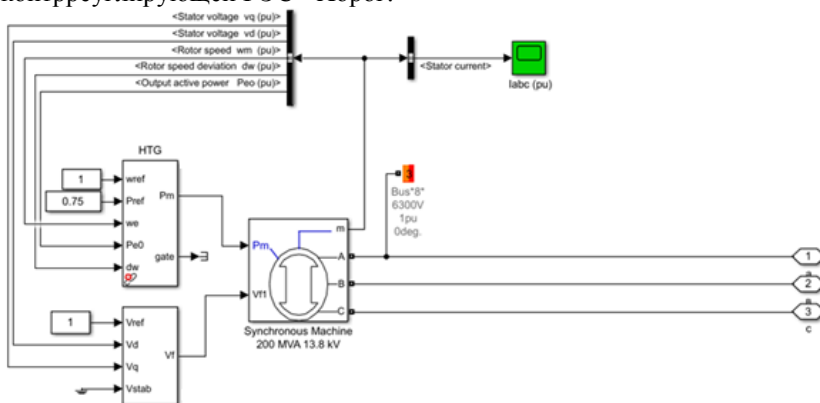 <Stator voltage vq (pu)>
<Stator voltage vd (pu)>
<Rotor speed wm (pu)>
<Rotor speed deviation dw (pu)>
<Output active power Peo (pu)>
<Stator current>
Iabc (pu)
HTG
1
wref
0.75
Pref
we
Pe0
dw
Pm
gate
Bus*8*
6300V
1pu
0deg.
Pm
m
A
B
C
Vf1
Synchronous Machine
200 MVA 13.8 kV
1
Vref
Vd
Vq
Vstab
Vf
1
2
3
c